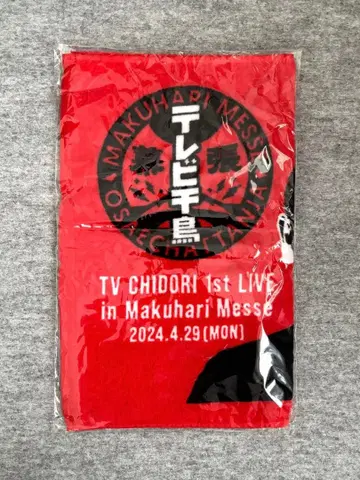 MAKUHARI MESSE
テレビ千鳥
TV CHIDORI 1st LIVE
in Makuhari Messe
2024.4.29(MON)